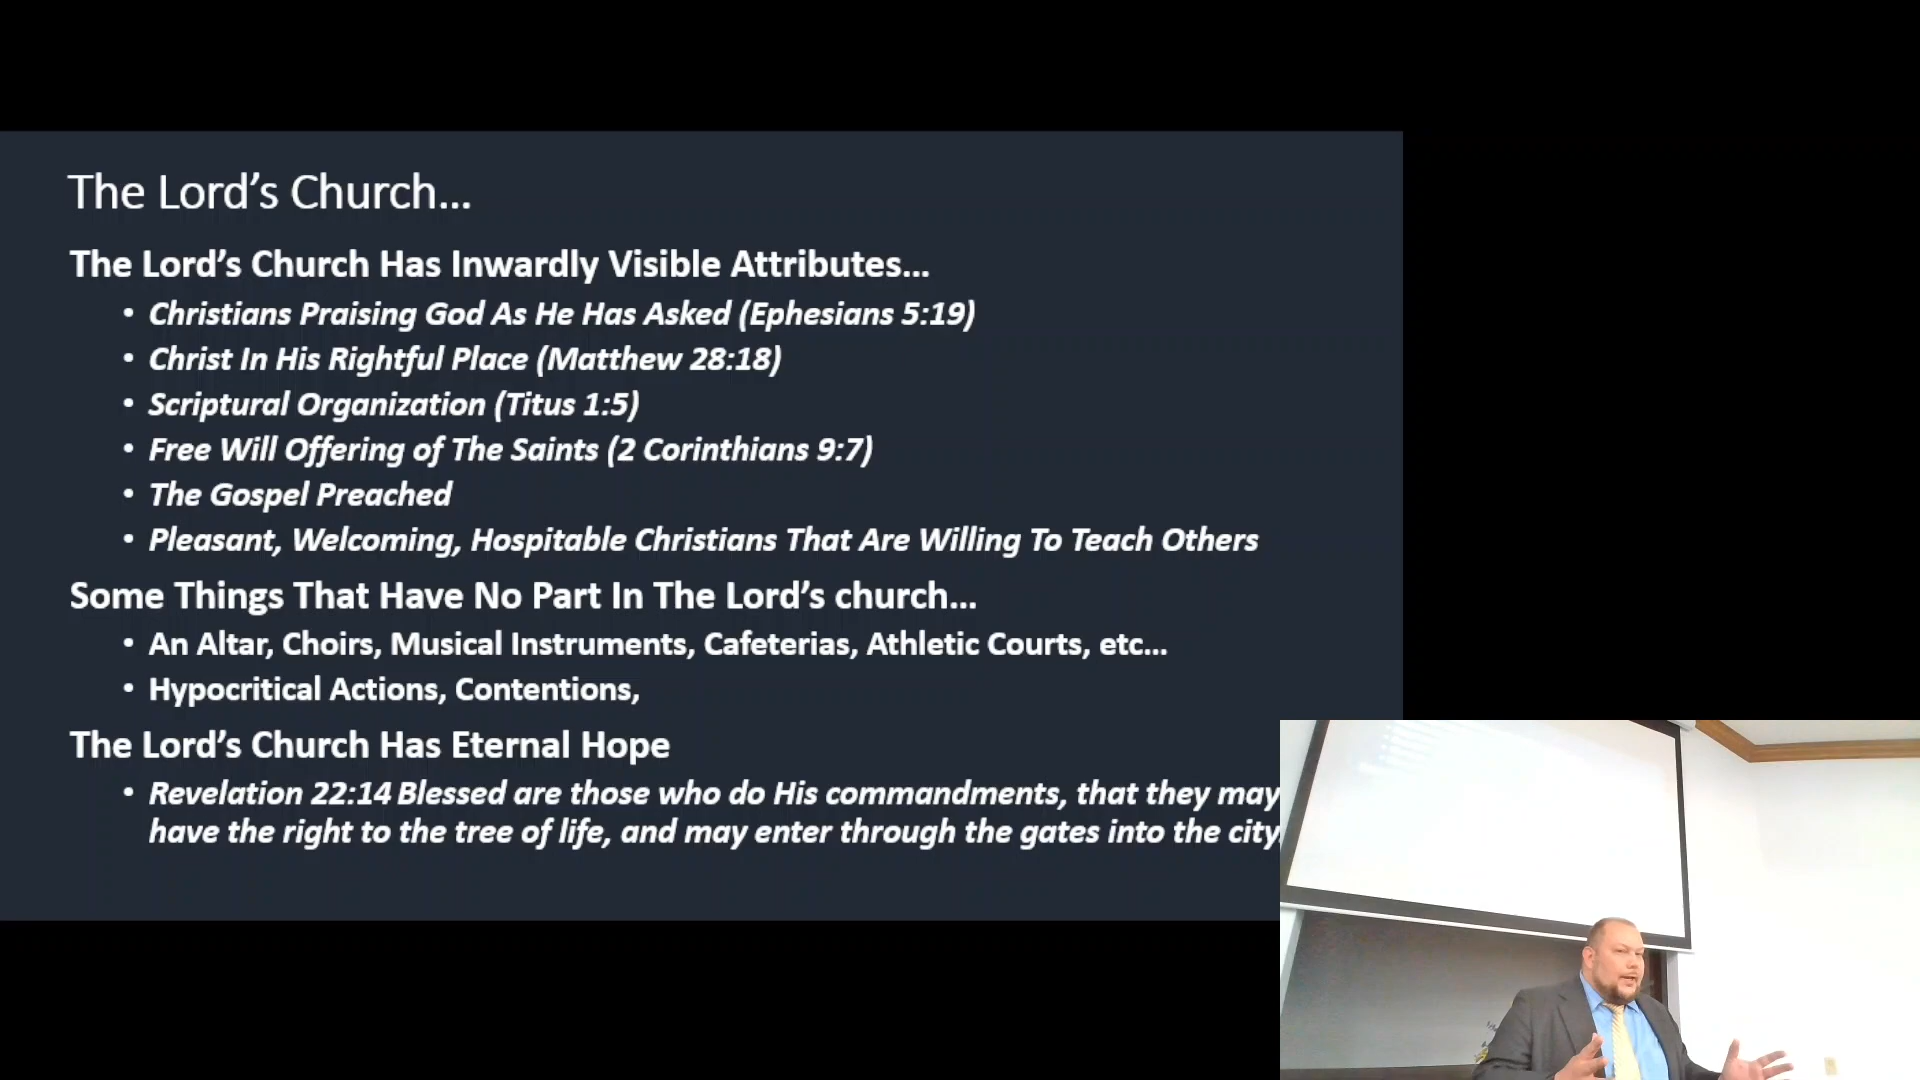 The Lord’s Church...
The Lord’s Church Has Inwardly Visible Attributes...
• Christians Praising God As He Has Asked (Ephesians 5:19)
• Christ In His Rightful Place (Matthew 28:18)
• Scriptural Organization (Titus 1:5)
• Free Will Offering of The Saints (2 Corinthians 9:7)
• The Gospel Preached
• Pleasant, Welcoming, Hospitable Christians That Are Willing To Teach Others
Some Things That Have No Part In The Lord’s church...
• An Altar, Choirs, Musical Instruments, Cafeterias, Athletic Courts, etc...
• Hypocritical Actions, Contentions,
The Lord’s Church Has Eternal Hope
• Revelation 22:14 Blessed are those who do His commandments, that they may
have the right to the tree of life, and may enter through the gates into the city.